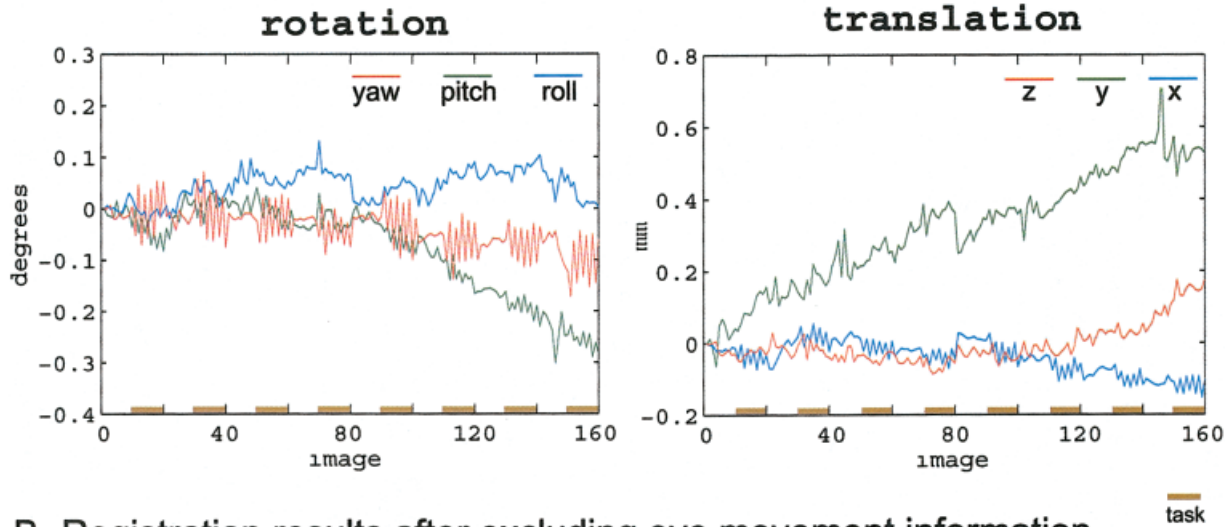 rotation
0.3
0.2
0.1
0
-0.1
-0.2
-0.3
-0.4
degrees
yaw pitch roll
0 40 80 120 160
image
translation
0.8
0.6
0.4
0.2
0
-0.2
mm
z y x
0 40 80 120 160
image
task